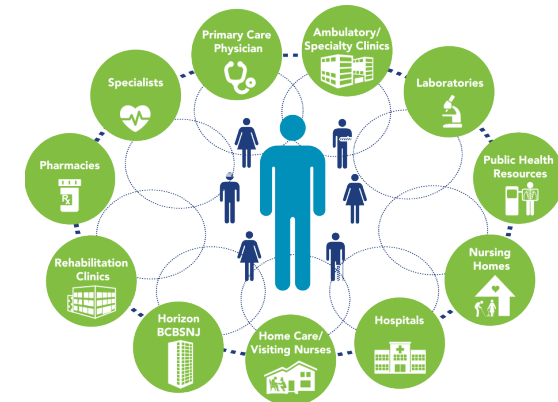 Primary Care
Physician
Ambulatory/
Specialty Clinics
Specialists
Laboratories
Pharmacies
Rx
Public Health
Resources
Rehabilitation
Clinics
Nursing
Homes
Horizon
BCBSNJ
Home Care/
Visiting Nurses
Hospitals